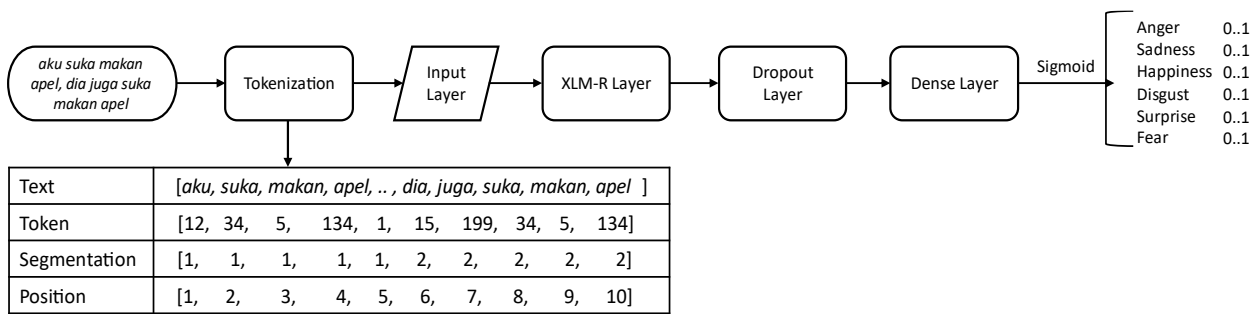 aku suka makan
apel, dia juga suka
makan apel
Tokenization
Input
Layer
XLM-R Layer
Dropout
Layer
Dense Layer
Sigmoid
Anger 0..1
Sadness 0..1
Happiness 0..1
Disgust 0..1
Surprise 0..1
Fear 0..1
Text [aku, suka, makan, apel, .. , dia, juga, suka, makan, apel ]
Token [12, 34, 5, 134, 1, 15, 199, 34, 5, 134]
Segmentation [1, 1, 1, 1, 1, 2, 2, 2, 2, 2]
Position [1, 2, 3, 4, 5, 6, 7, 8, 9, 10]